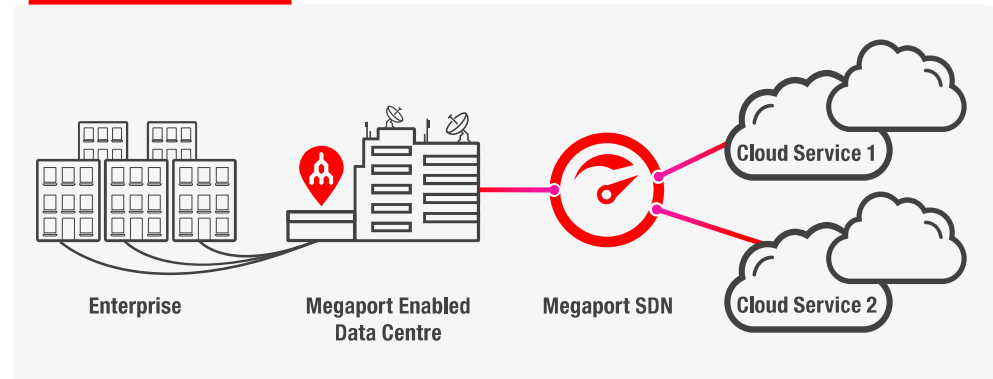 Enterprise
Megaport Enabled
Data Centre
Megaport SDN
Cloud Service 1
Cloud Service 2